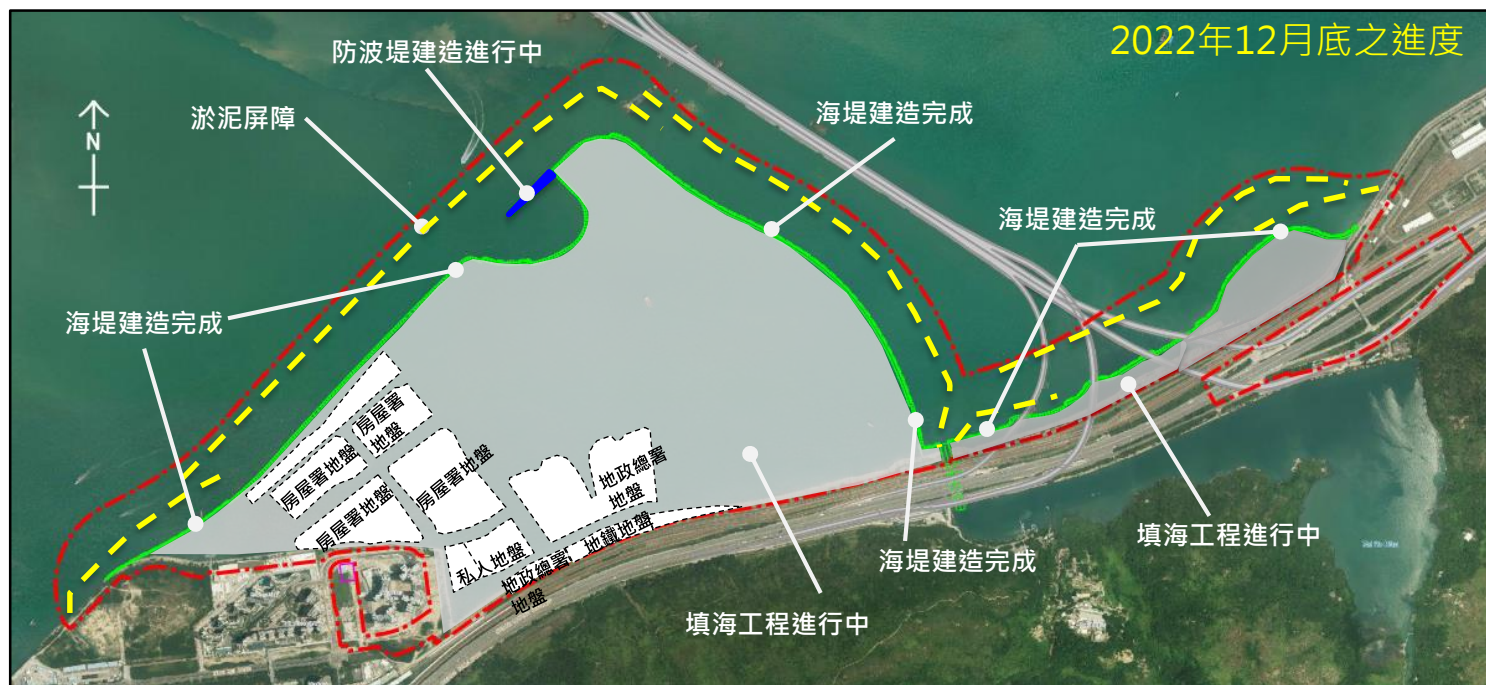 2022年12月底之進度
防波堤建造進行中
淤泥屏障
海堤建造完成
N
海堤建造完成
海堤建造完成
房屋署
地盤
房屋署地盤
房屋署地盤
房屋署地盤
地政總署
地盤
地鐵地盤
私人地盤
地政總署
地盤
海堤建造完成
填海工程進行中
填海工程進行中